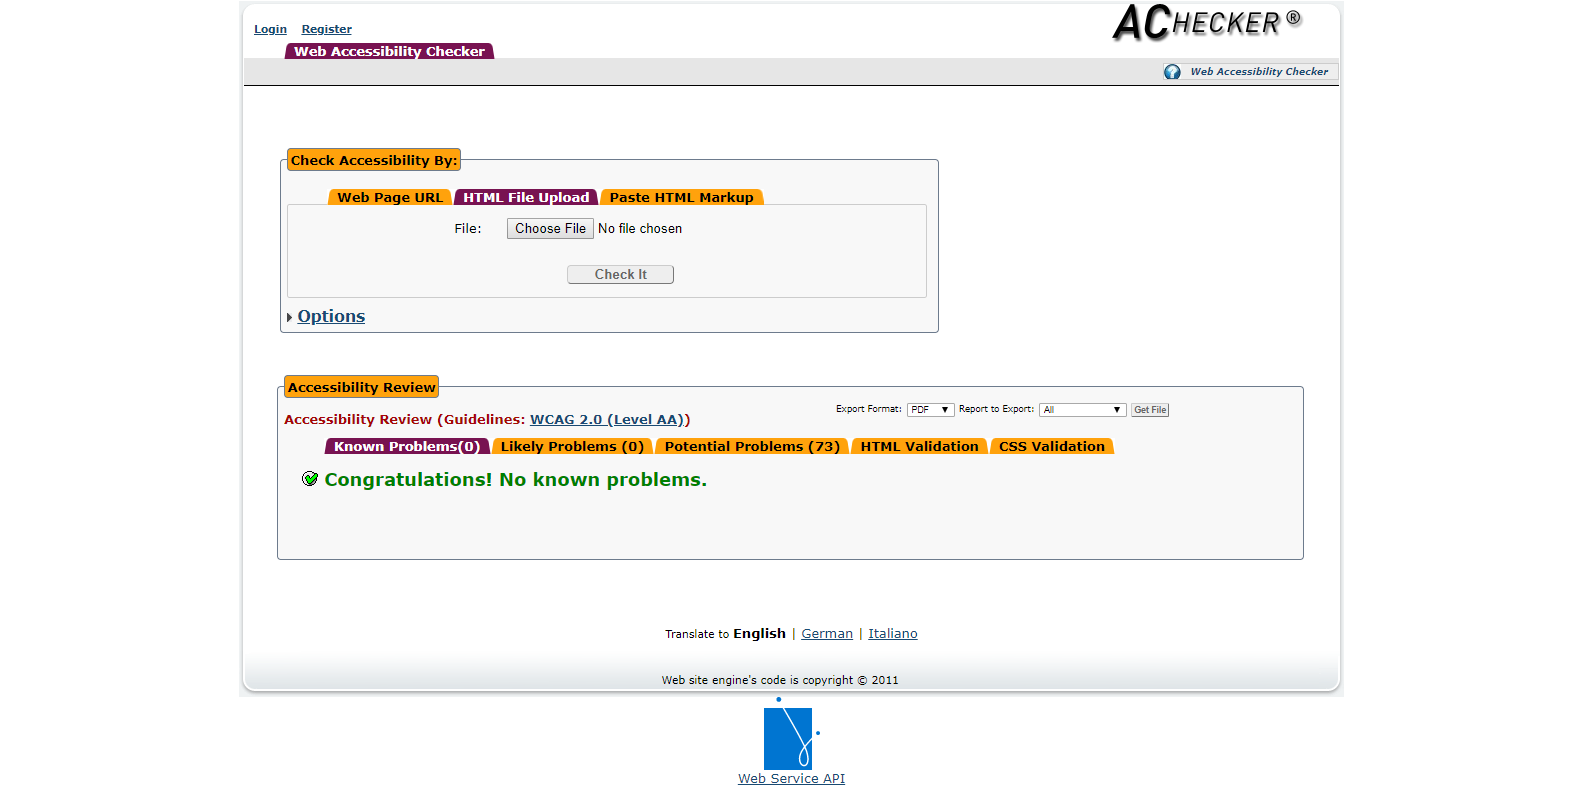 Login Register
ACHECKER ®
Web Accessibility Checker
Web Accessibility Checker
Check Accessibility By:
Web Page URL HTML File Upload Paste HTML Markup
File: Choose File No file chosen
Check It
Options
Accessibility Review
Export Format: PDF Report to Export: All Get File
Accessibility Review (Guidelines: WCAG 2.0 (Level AA))
Known Problems(0) Likely Problems (0) Potential Problems (73) HTML Validation CSS Validation
Congratulations! No known problems.
Translate to English | German | Italiano
Web site engine's code is copyright © 2011
Web Service API